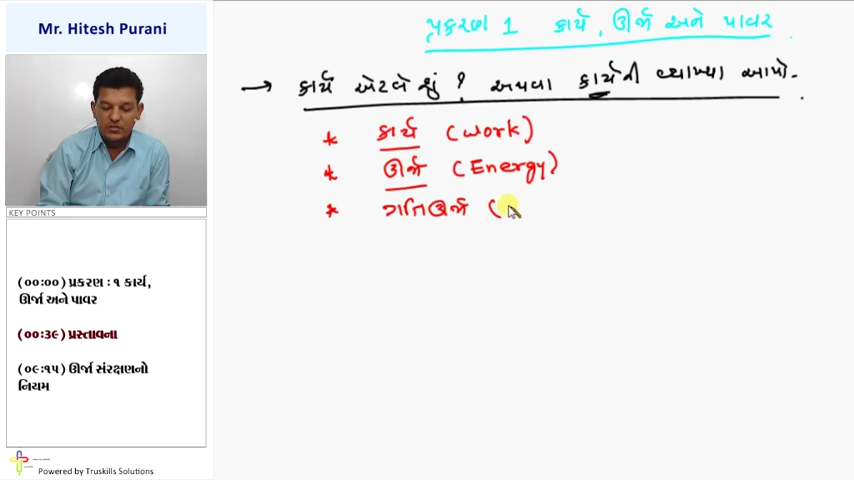 Mr. Hitesh Purani
KEY POINTS
(૦૦:૦૦) પ્રકરણ : ૧ કાર્ય,
ઊર્જા અને પાવર
(૦૦:૩૯) પ્રસ્તાવના
(૦૯:૧૫) ઊર્જા સંરક્ષણનો
નિયમ
Powered by Truskills Solutions
પ્રકરણ 1 કાર્ય, ઊર્જા અને પાવર
→ કાર્ય એટલે શું? અથવા કાર્યની વ્યાખ્યા આપો.
* કાર્ય (work)
* ઊર્જા (Energy)
* ગતિઊર્જા (